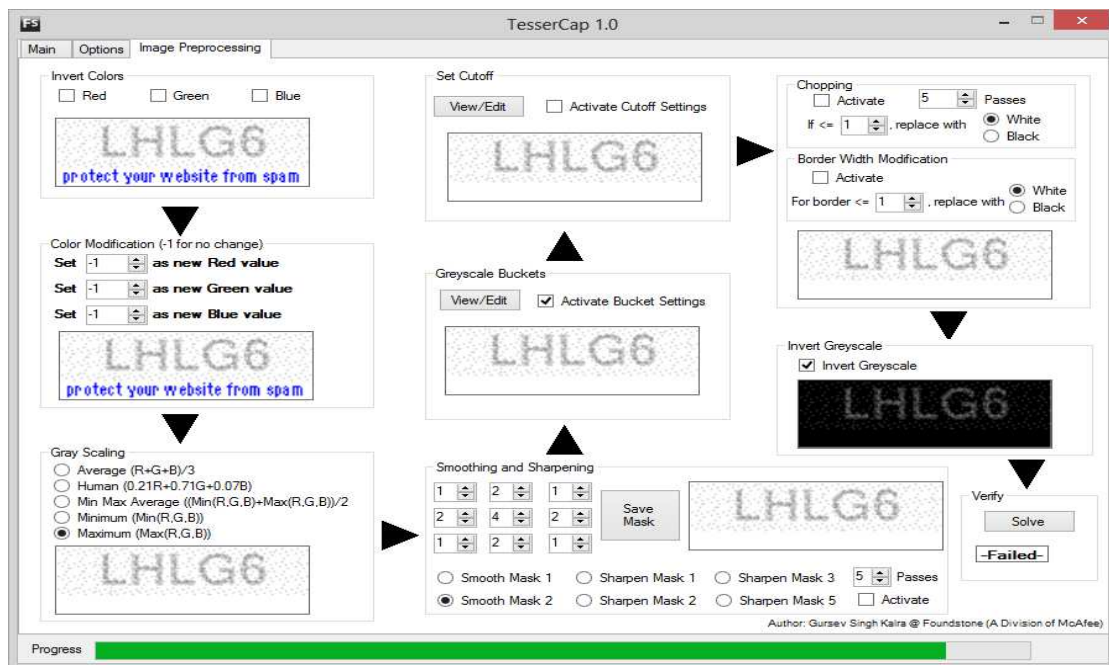 Fs
TesserCap 1.0
Main Options Image Preprocessing
Invert Colors
Red Green Blue
LHLG6
protect your website from spam
Color Modification (-1 for no change)
Set -1 as new Red value
Set -1 as new Green value
Set -1 as new Blue value
LHLG6
protect your website from spam
Gray Scaling
Average (R+G+B)/3
Human (0.21R+0.71G+0.07B)
Min Max Average ((Min(R,G,B)+Max(R,G,B))/2
Minimum (Min(R,G,B))
Maximum (Max(R,G,B))
LHLG6
Smoothing and Sharpening
1 2 1
2 4 2
1 2 1
Save Mask
LHLG6
Smooth Mask 1 Sharpen Mask 1 Sharpen Mask 3 5 Passes
Smooth Mask 2 Sharpen Mask 2 Sharpen Mask 5 Activate
Greyscale Buckets
View/Edit Activate Bucket Settings
LHLG6
Set Cutoff
View/Edit Activate Cutoff Settings
LHLG6
Chopping
Activate 5 Passes
If <= 1 , replace with White
Black
Border Width Modification
Activate
For border <= 1 , replace with White
Black
LHLG6
Invert Greyscale
Invert Greyscale
LHLG6
Verify
Solve
-Failed-
Author: Gursev Singh Kalra @ Foundstone (A Division of McAfee)
Progress